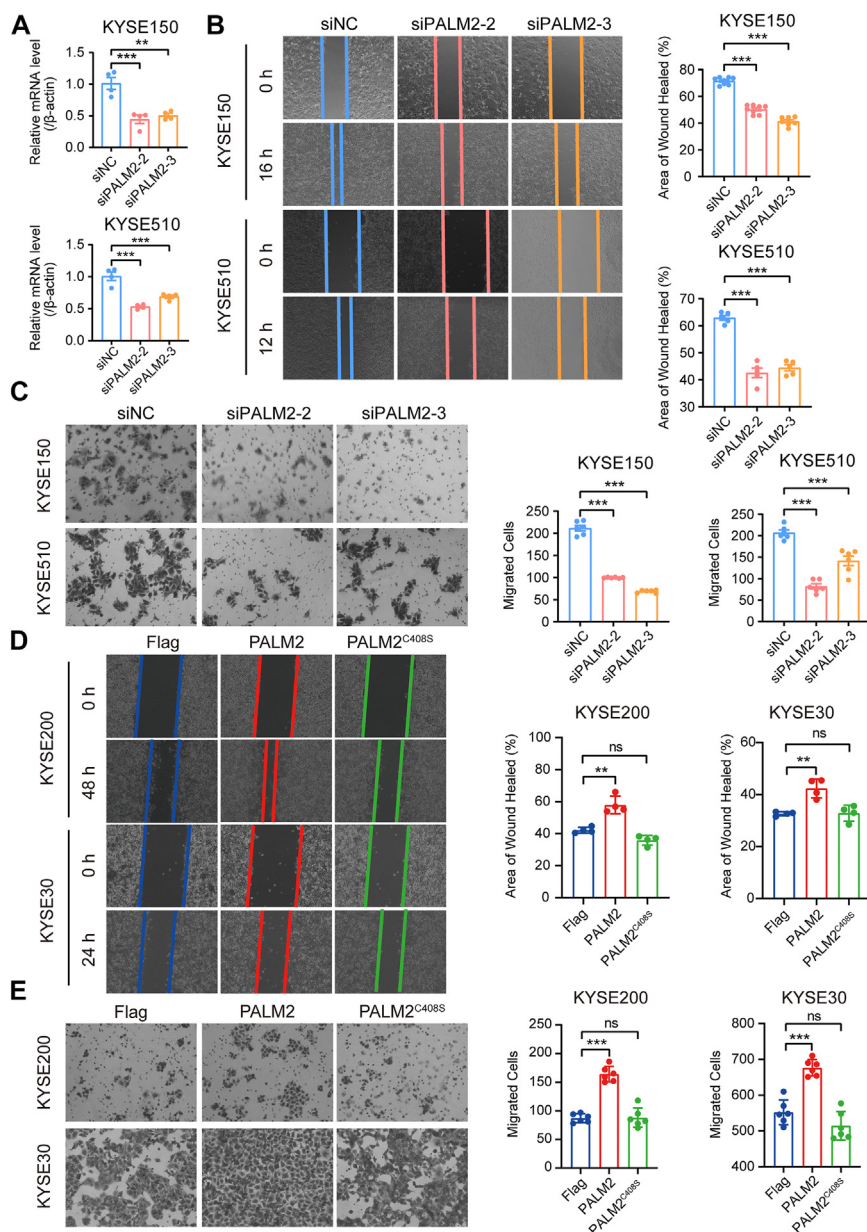 A
KYSE150
Relative mRNA level
(/β-actin)
1.5
1.0
0.5
0.0
**
***
siNC
siPALM2-2
siPALM2-3
KYSE510
Relative mRNA level
(/β-actin)
1.5
1.0
0.5
0.0
***
***
siNC
siPALM2-2
siPALM2-3
B
siNC
siPALM2-2
siPALM2-3
KYSE150
0 h
16 h
KYSE510
0 h
12 h
KYSE150
Area of Wound Healed (%)
80
60
40
20
0
***
***
siNC
siPALM2-2
siPALM2-3
KYSE510
Area of Wound Healed (%)
70
60
50
40
30
***
***
siNC
siPALM2-2
siPALM2-3
C
siNC
siPALM2-2
siPALM2-3
KYSE150
KYSE510
KYSE150
Migrated Cells
250
200
150
100
50
0
***
***
siNC
siPALM2-2
siPALM2-3
KYSE510
Migrated Cells
250
200
150
100
50
0
***
***
siNC
siPALM2-2
siPALM2-3
D
Flag
PALM2
PALM2C408S
KYSE200
0 h
48 h
KYSE30
0 h
24 h
KYSE200
Area of Wound Healed (%)
100
80
60
40
20
0
ns
**
Flag
PALM2
PALM2C408S
KYSE30
Area of Wound Healed (%)
60
40
20
0
ns
**
Flag
PALM2
PALM2C408S
E
Flag
PALM2
PALM2C408S
KYSE200
KYSE30
KYSE200
Migrated Cells
250
200
150
100
50
0
ns
***
Flag
PALM2
PALM2C408S
KYSE30
Migrated Cells
800
700
600
500
400
ns
***
Flag
PALM2
PALM2C408S